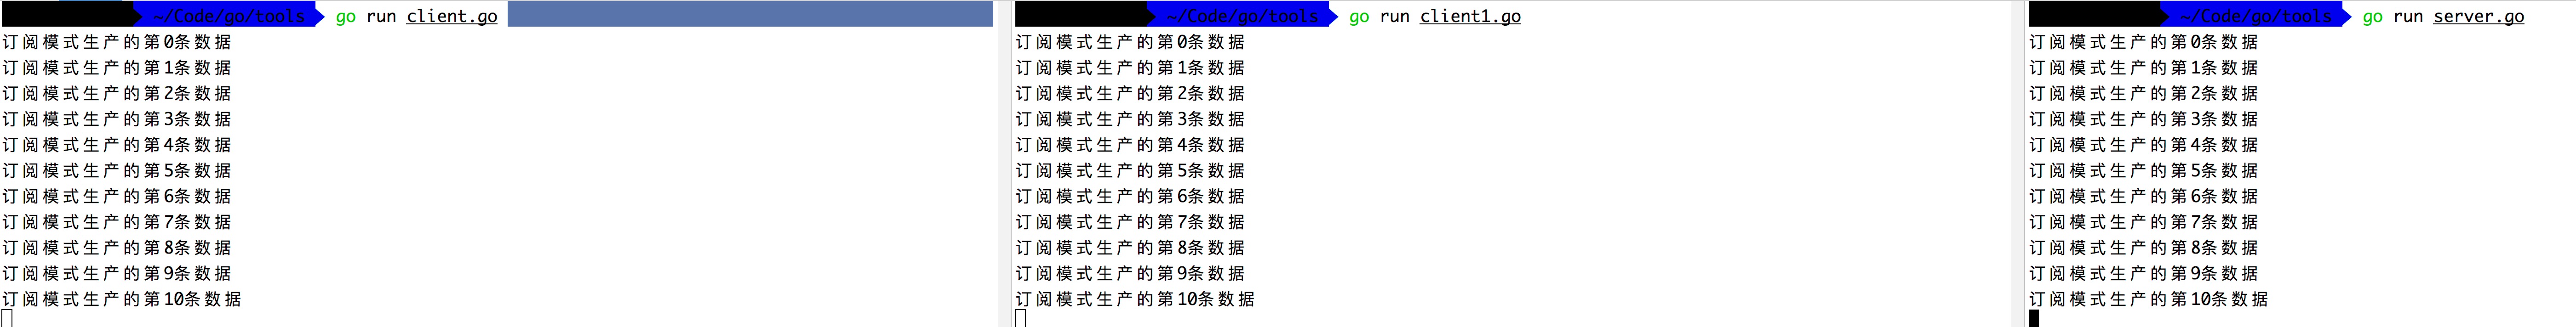 ~/Code/go/tools go run client.go
订阅模式生产的第0条数据
订阅模式生产的第1条数据
订阅模式生产的第2条数据
订阅模式生产的第3条数据
订阅模式生产的第4条数据
订阅模式生产的第5条数据
订阅模式生产的第6条数据
订阅模式生产的第7条数据
订阅模式生产的第8条数据
订阅模式生产的第9条数据
订阅模式生产的第10条数据
~/Code/go/tools go run client1.go
订阅模式生产的第0条数据
订阅模式生产的第1条数据
订阅模式生产的第2条数据
订阅模式生产的第3条数据
订阅模式生产的第4条数据
订阅模式生产的第5条数据
订阅模式生产的第6条数据
订阅模式生产的第7条数据
订阅模式生产的第8条数据
订阅模式生产的第9条数据
订阅模式生产的第10条数据
~/Code/go/tools go run server.go
订阅模式生产的第0条数据
订阅模式生产的第1条数据
订阅模式生产的第2条数据
订阅模式生产的第3条数据
订阅模式生产的第4条数据
订阅模式生产的第5条数据
订阅模式生产的第6条数据
订阅模式生产的第7条数据
订阅模式生产的第8条数据
订阅模式生产的第9条数据
订阅模式生产的第10条数据